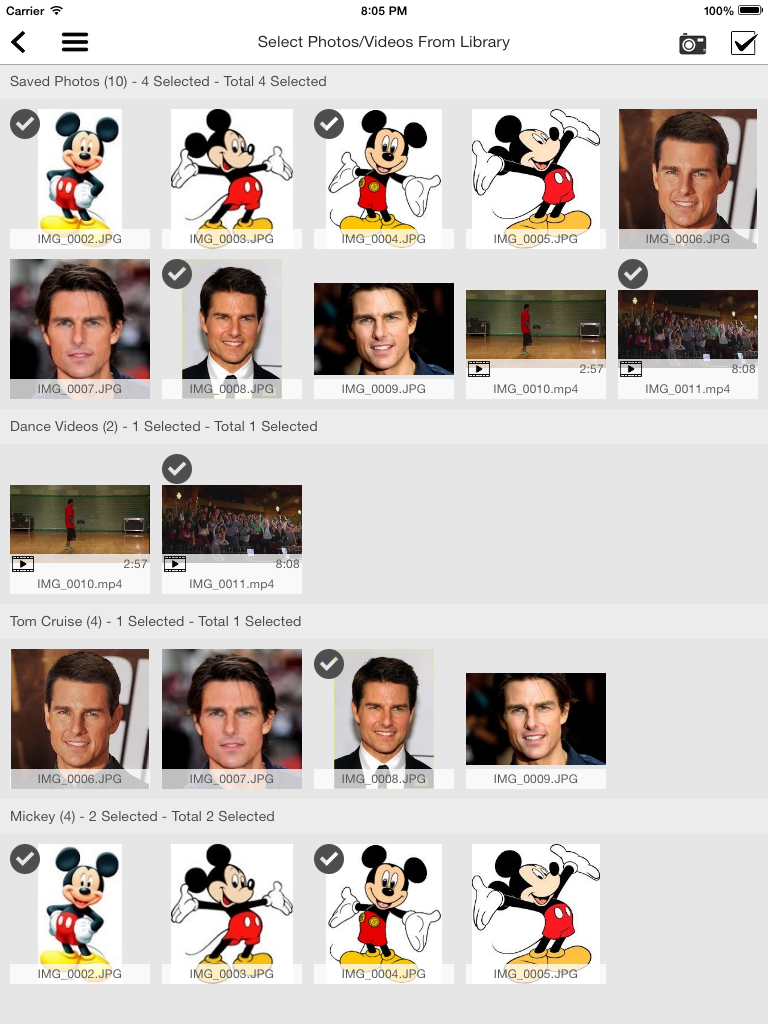 Carrier 8:05 PM 100%
Select Photos/Videos From Library
Saved Photos (10) - 4 Selected - Total 4 Selected
IMG_0002.JPG IMG_0003.JPG IMG_0004.JPG IMG_0005.JPG IMG_0006.JPG
2:57 8:08
IMG_0007.JPG IMG_0008.JPG IMG_0009.JPG IMG_0010.mp4 IMG_0011.mp4
Dance Videos (2) - 1 Selected - Total 1 Selected
2:57 8:08
IMG_0010.mp4 IMG_0011.mp4
Tom Cruise (4) - 1 Selected - Total 1 Selected
IMG_0006.JPG IMG_0007.JPG IMG_0008.JPG IMG_0009.JPG
Mickey (4) - 2 Selected - Total 2 Selected
IMG_0002.JPG IMG_0003.JPG IMG_0004.JPG IMG_0005.JPG